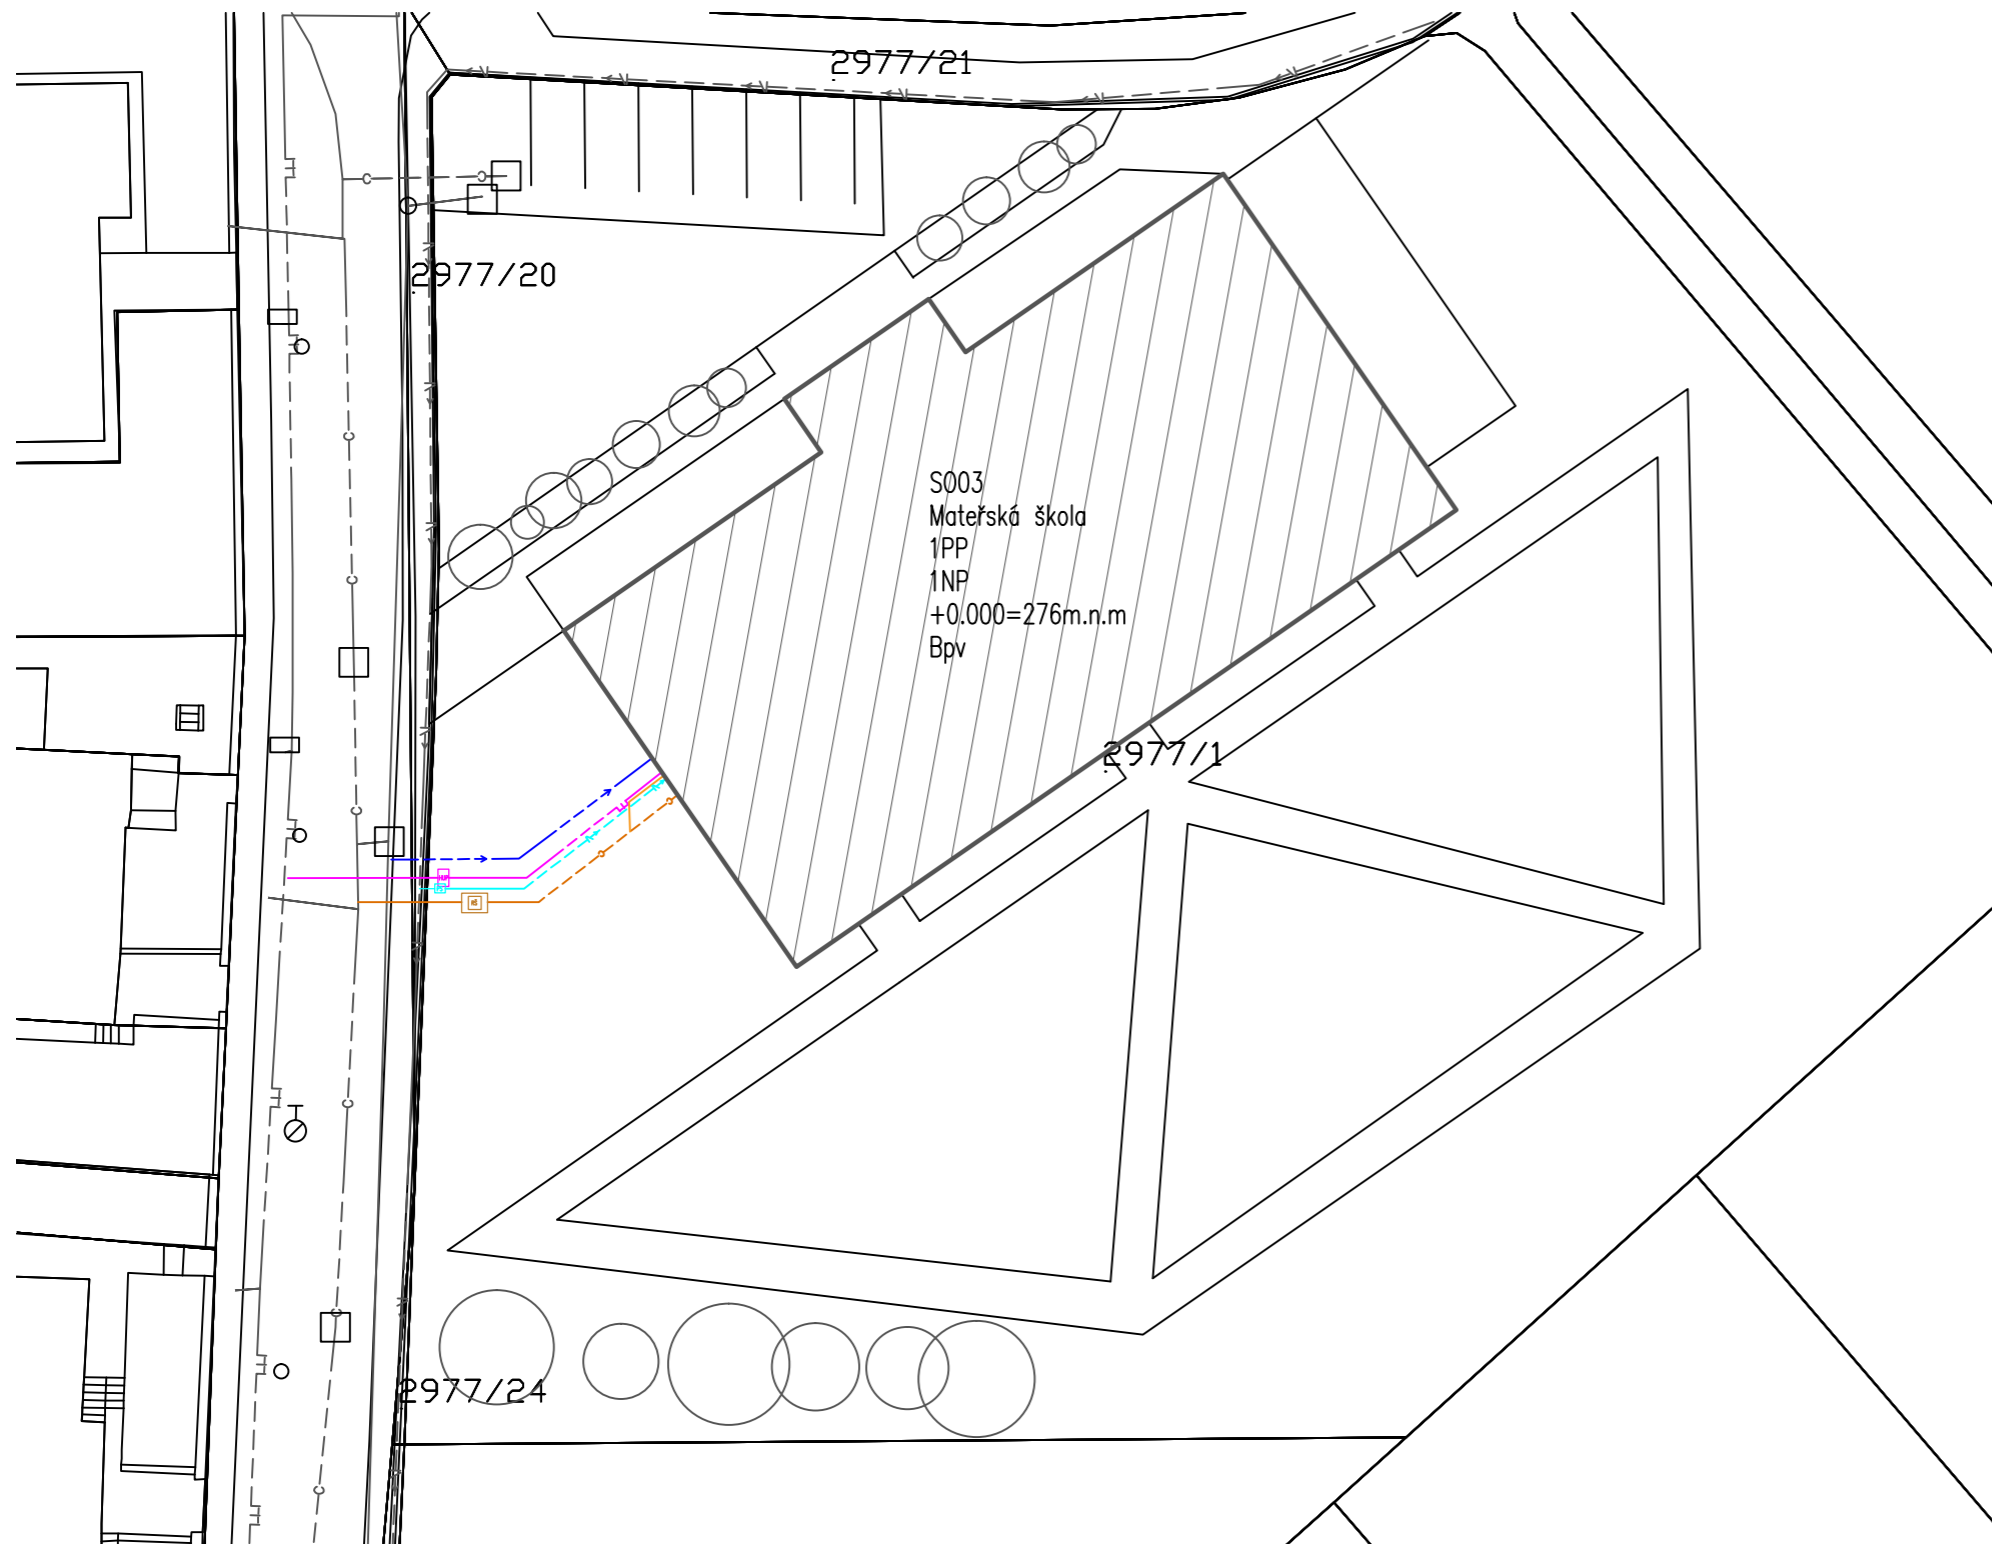 2977/21
2977/20
S003
Mateřská škola
1PP
1NP
+0.000=276m.n.m
Bpv
2977/1
2977/24